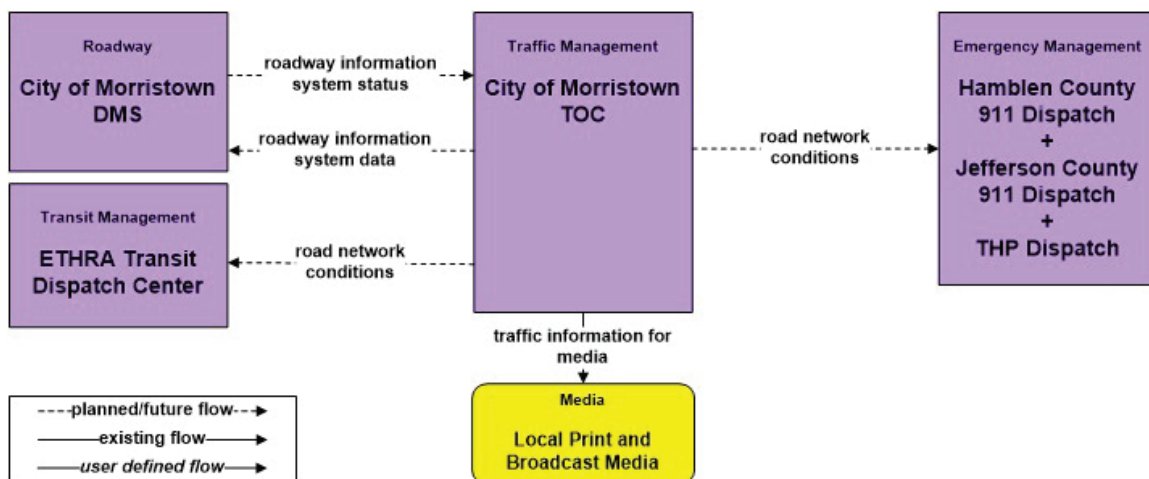 Roadway
City of Morristown
DMS
roadway information
system status
roadway information
system data
Traffic Management
City of Morristown
TOC
road network
conditions
Emergency Management
Hamblen County
911 Dispatch
+
Jefferson County
911 Dispatch
+
THP Dispatch
Transit Management
ETHRA Transit
Dispatch Center
road network
conditions
traffic information for
media
Media
Local Print and
Broadcast Media
planned/future flow
existing flow
user defined flow